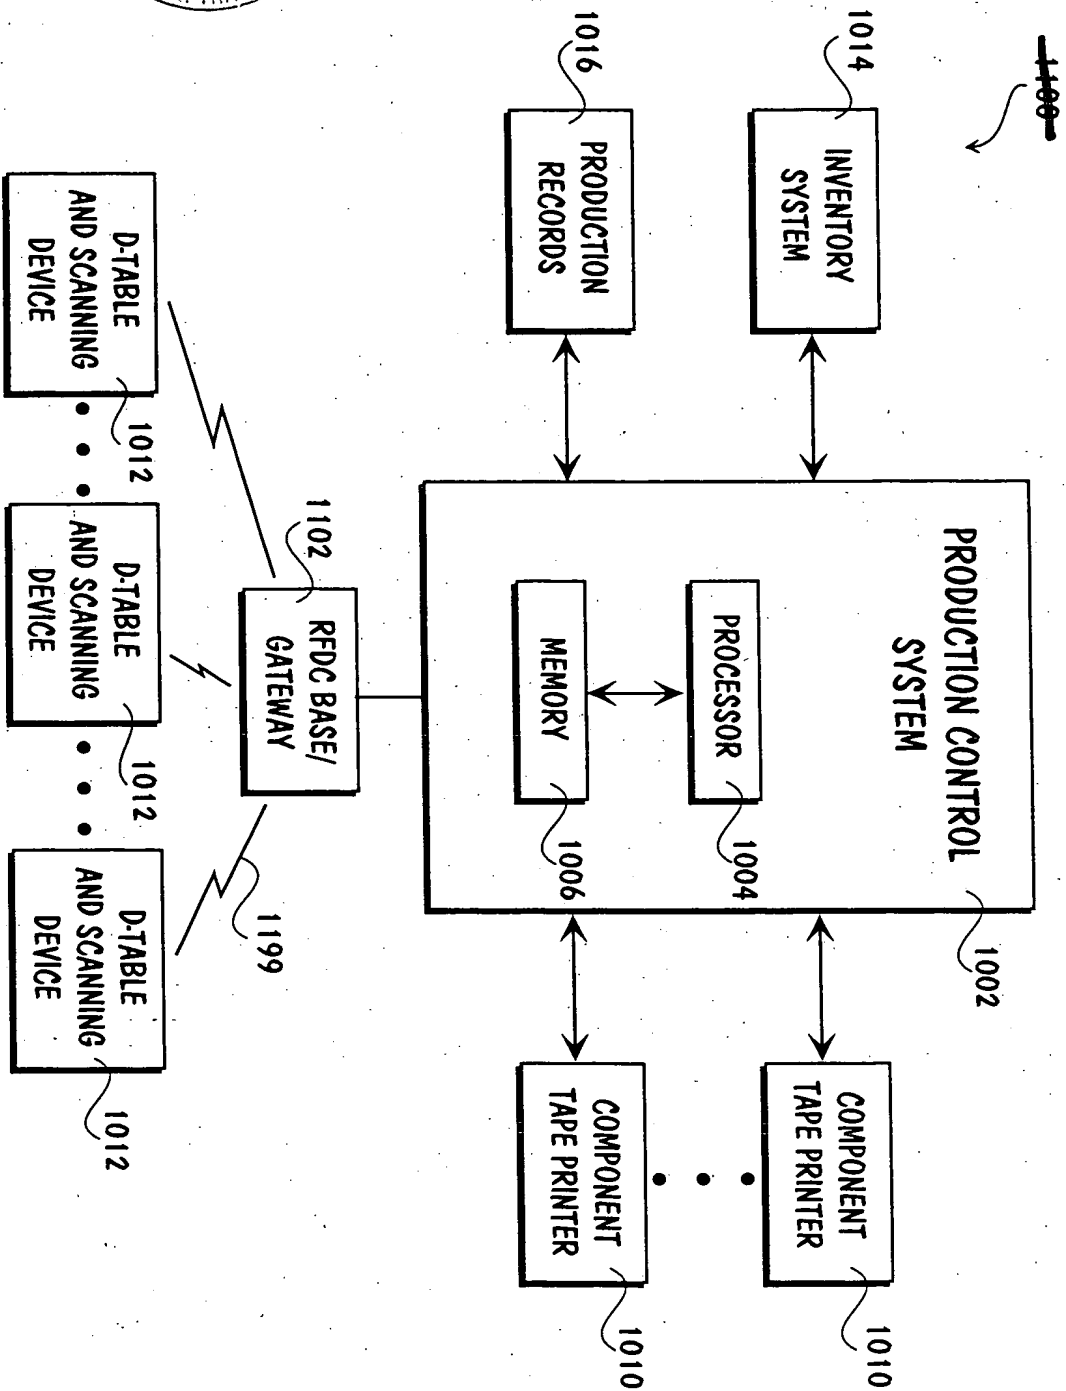 1100
1014
INVENTORY
SYSTEM
1016
PRODUCTION
RECORDS
PRODUCTION CONTROL
SYSTEM
1002
PROCESSOR
1004
MEMORY
1006
COMPONENT
TAPE PRINTER
1010
COMPONENT
TAPE PRINTER
1010
1102
RFDC BASE/
GATEWAY
1199
D-TABLE
AND SCANNING
DEVICE
1012
D-TABLE
AND SCANNING
DEVICE
1012
D-TABLE
AND SCANNING
DEVICE
1012